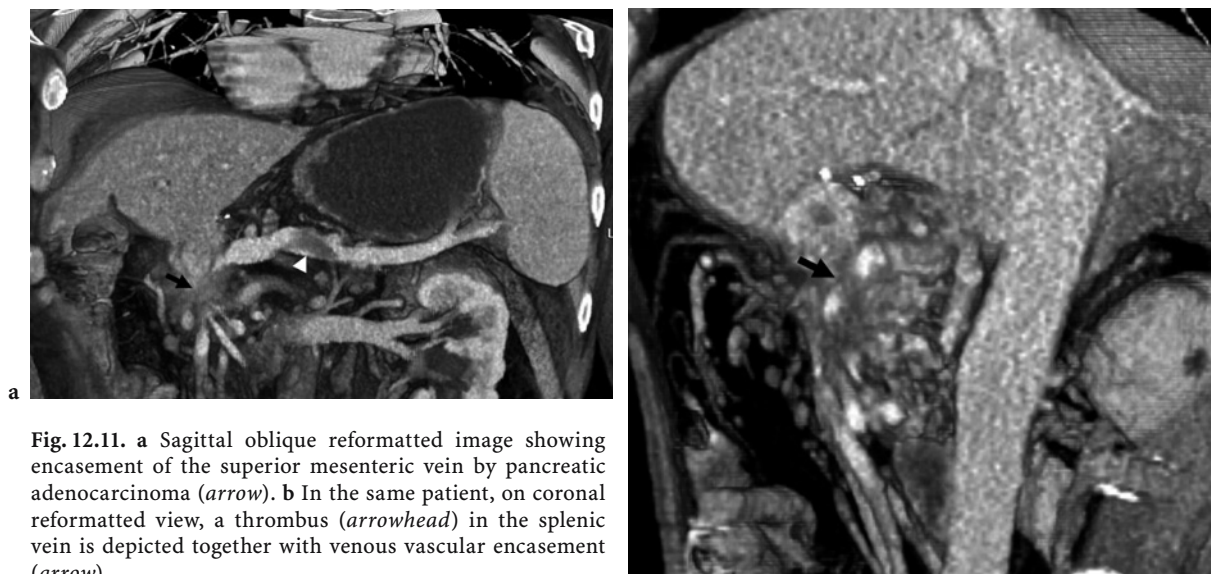 L
a
Fig. 12.11. a Sagittal oblique reformatted image showing
encasement of the superior mesenteric vein by pancreatic
adenocarcinoma (arrow). b In the same patient, on coronal
reformatted view, a thrombus (arrowhead) in the splenic
vein is depicted together with venous vascular encasement
(arrow)